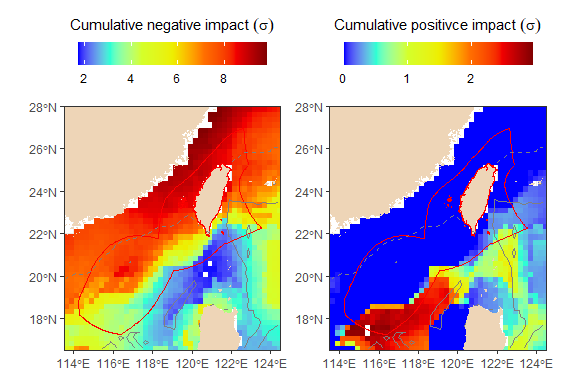 Cumulative negative impact (σ)
Cumulative positivce impact (σ)
2 4 6 8
0 1 2
28°N
26°N
24°N
22°N
20°N
18°N
28°N
26°N
24°N
22°N
20°N
18°N
114°E 116°E 118°E 120°E 122°E 124°E
114°E 116°E 118°E 120°E 122°E 124°E